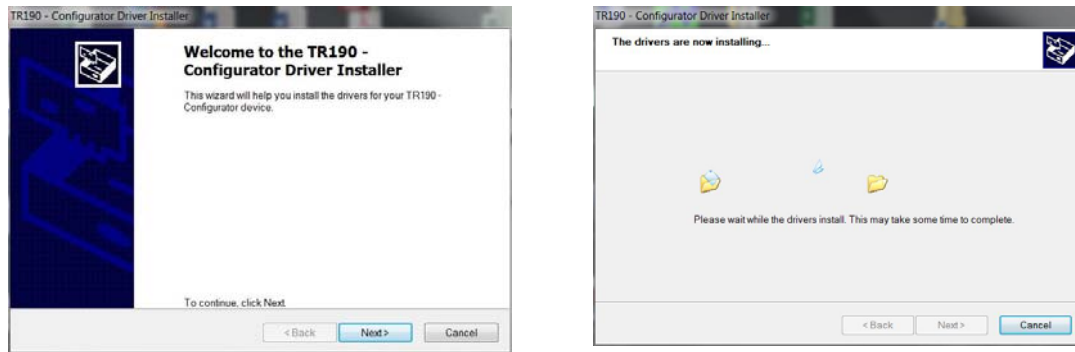 TR190 - Configurator Driver Installer
Welcome to the TR190 -
Configurator Driver Installer
This wizard will help you install the drivers for your TR190 -
Configurator device.
To continue, click Next.
< Back
Next >
Cancel
TR190 - Configurator Driver Installer
The drivers are now installing...
Please wait while the drivers install. This may take some time to complete.
< Back
Next >
Cancel